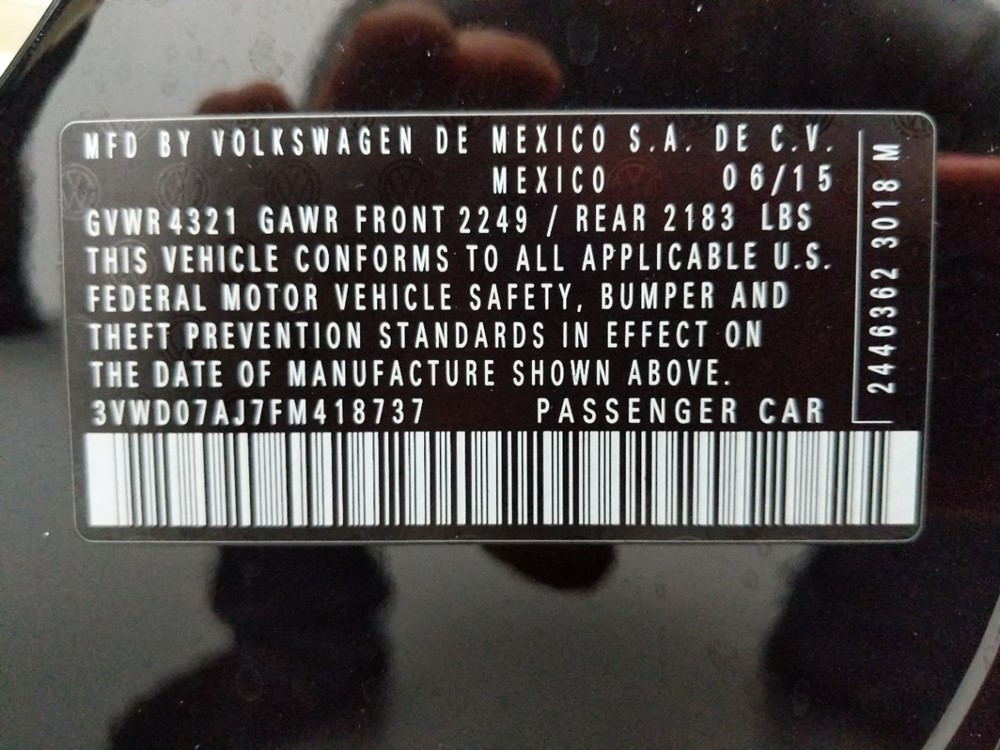 MFD BY VOLKSWAGEN DE MEXICO S.A. DE C.V.
MEXICO 06/15
GVWR 4321 GAWR FRONT 2249 / REAR 2183 LBS
THIS VEHICLE CONFORMS TO ALL APPLICABLE U.S.
FEDERAL MOTOR VEHICLE SAFETY, BUMPER AND
THEFT PREVENTION STANDARDS IN EFFECT ON
THE DATE OF MANUFACTURE SHOWN ABOVE.
3VWD07AJ7FM418737 PASSENGER CAR
2446362 3018 M